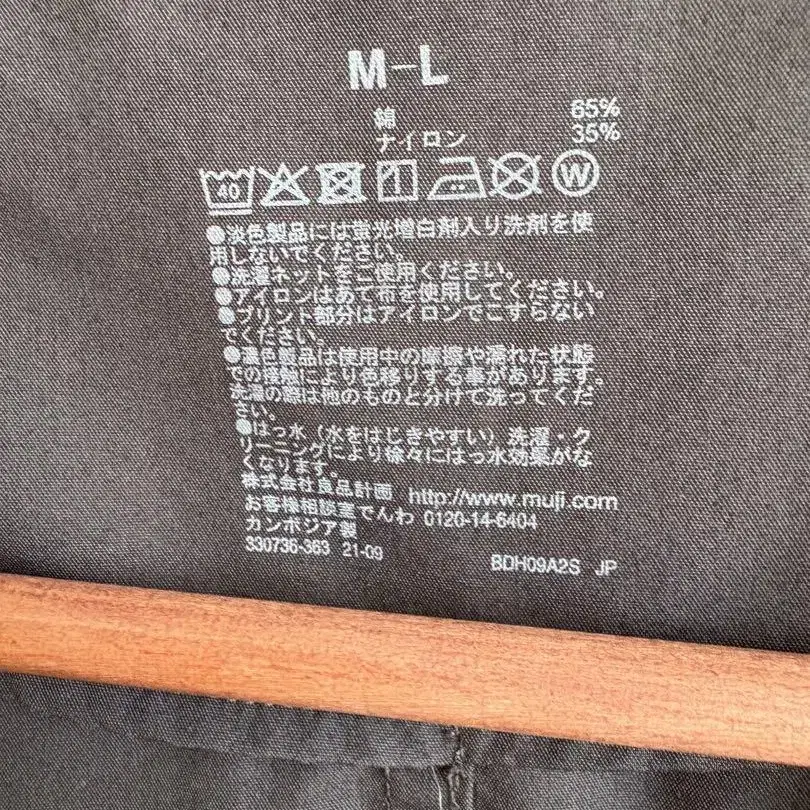 M-L
綿 65%
ナイロン 35%
40
W
●淡色製品には蛍光増白剤入り洗剤を使
用しないでください。
●洗濯ネットをご使用ください。
●アイロンはあて布を使用してください。
●プリント部分はアイロンでこすらない
でください。
●濃色製品は使用中の摩擦や濡れた状態
での接触により色移りする事があります。
洗濯の際は他のものと分けて洗ってくだ
さい。
●はっ水(水をはじきやすい)洗濯・ク
リーニングにより徐々にはっ水効果がな
くなります。
株式会社良品計画 http://www.muji.com
お客様相談室でんわ 0120-14-6404
カンボジア製
330736-363 21-09 BDH09A2S JP